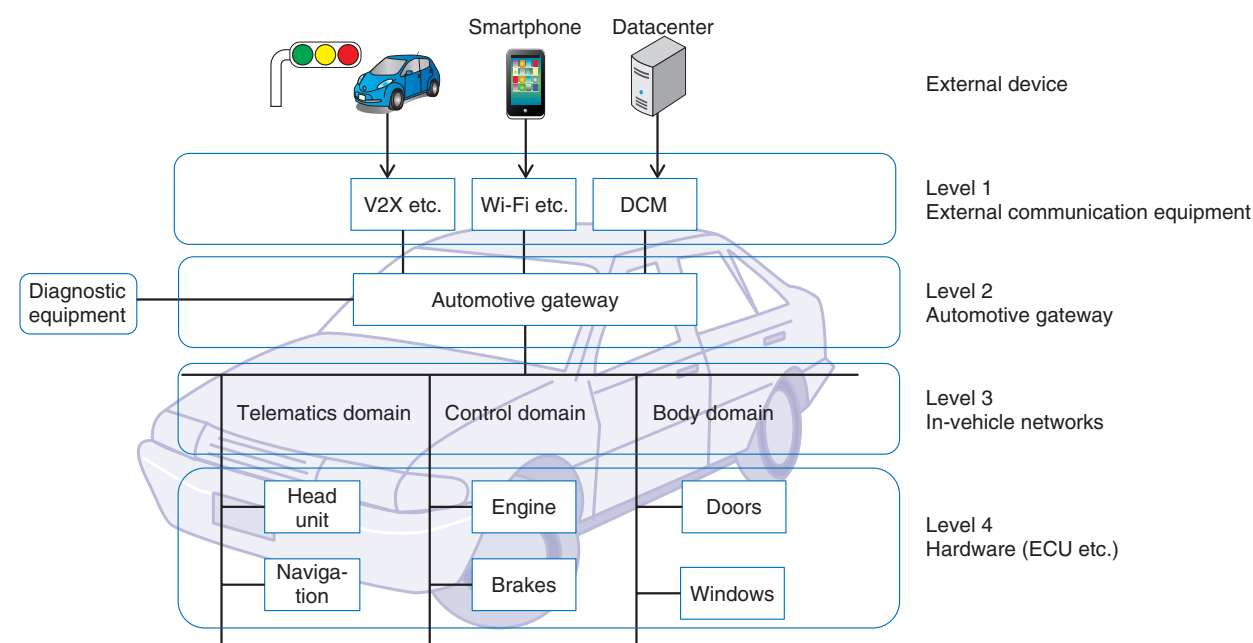 Smartphone
Datacenter
External device
V2X etc.
Wi-Fi etc.
DCM
Level 1
External communication equipment
Diagnostic
equipment
Automotive gateway
Level 2
Automotive gateway
Telematics domain
Control domain
Body domain
Level 3
In-vehicle networks
Head
unit
Engine
Doors
Level 4
Hardware (ECU etc.)
Naviga-
tion
Brakes
Windows